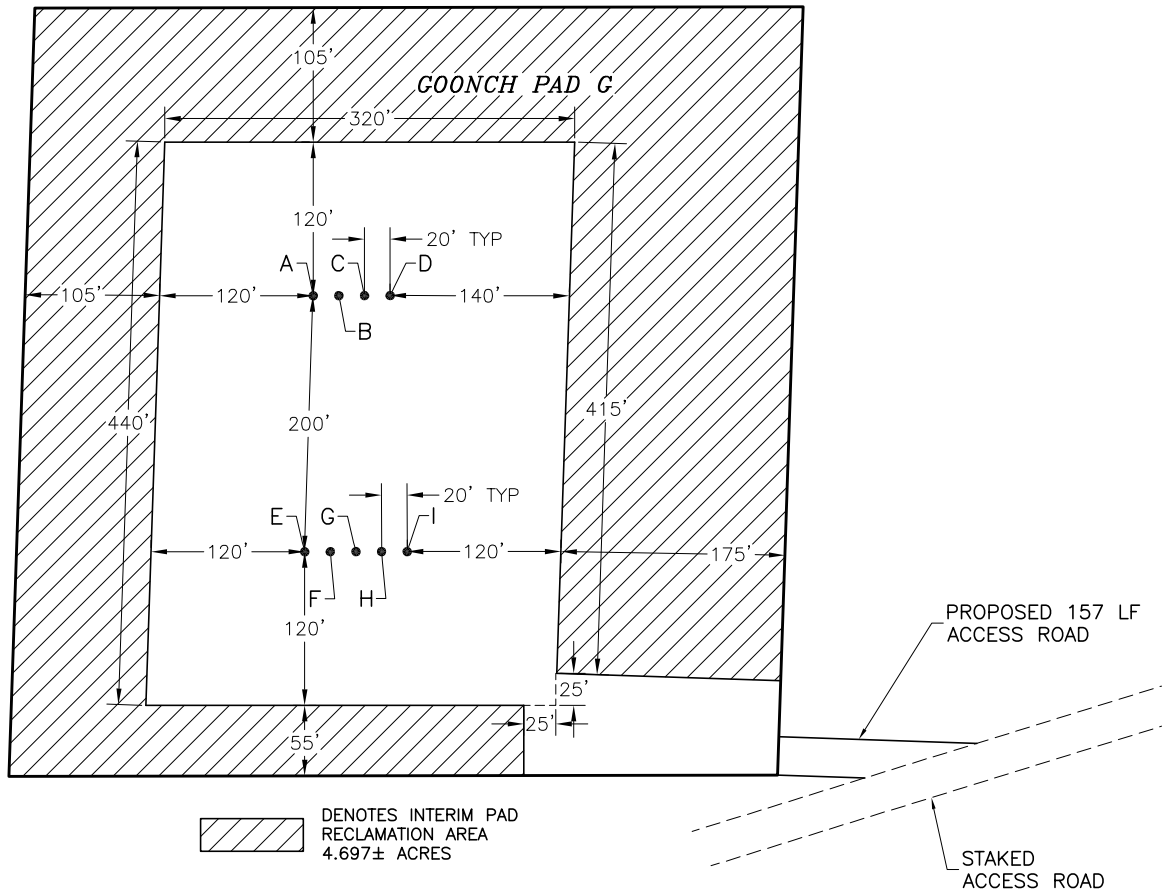 105'
GOONCH PAD G
320'
120'
20' TYP
A
C
D
105'
120'
140'
B
440'
200'
415'
20' TYP
E
G
I
120'
120'
175'
F
H
120'
25'
25'
55'
PROPOSED 157 LF
ACCESS ROAD
DENOTES INTERIM PAD
RECLAMATION AREA
4.697± ACRES
STAKED
ACCESS ROAD